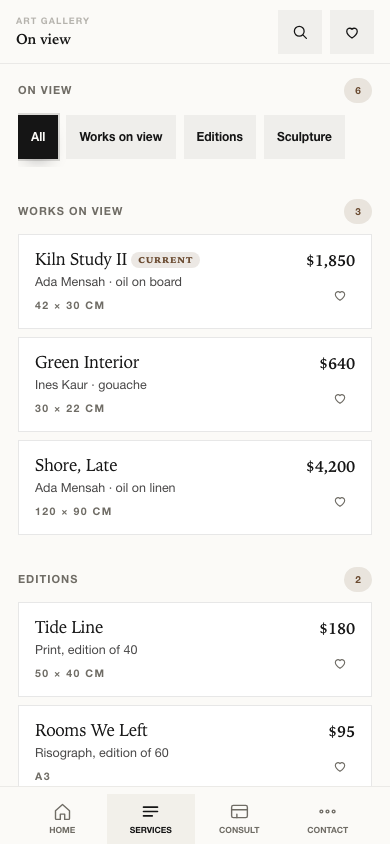 ART GALLERY
On view
ON VIEW 6
All Works on view Editions Sculpture
WORKS ON VIEW 3
Kiln Study II CURRENT $1,850
Ada Mensah · oil on board
42 × 30 CM
Green Interior $640
Ines Kaur · gouache
30 × 22 CM
Shore, Late $4,200
Ada Mensah · oil on linen
120 × 90 CM
EDITIONS 2
Tide Line $180
Print, edition of 40
50 × 40 CM
Rooms We Left $95
Risograph, edition of 60
A3
HOME SERVICES CONSULT CONTACT